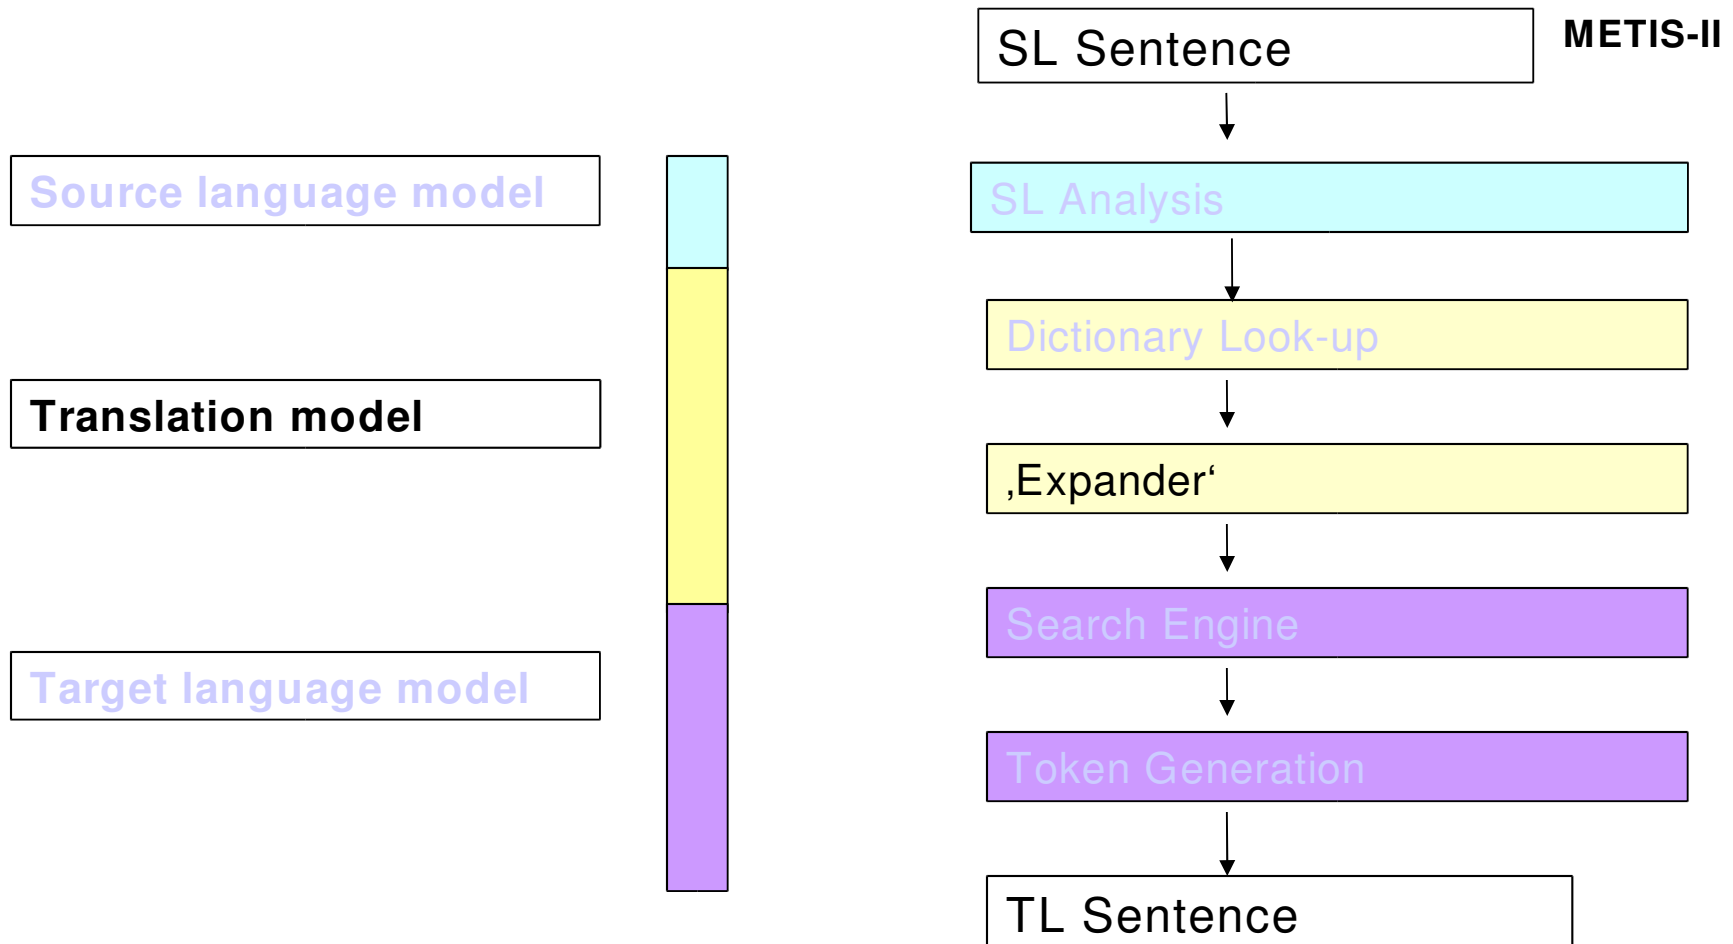 SL Sentence
METIS-II
Source language model
SL Analysis
Dictionary Look-up
Translation model
‚Expander‘
Search Engine
Target language model
Token Generation
TL Sentence